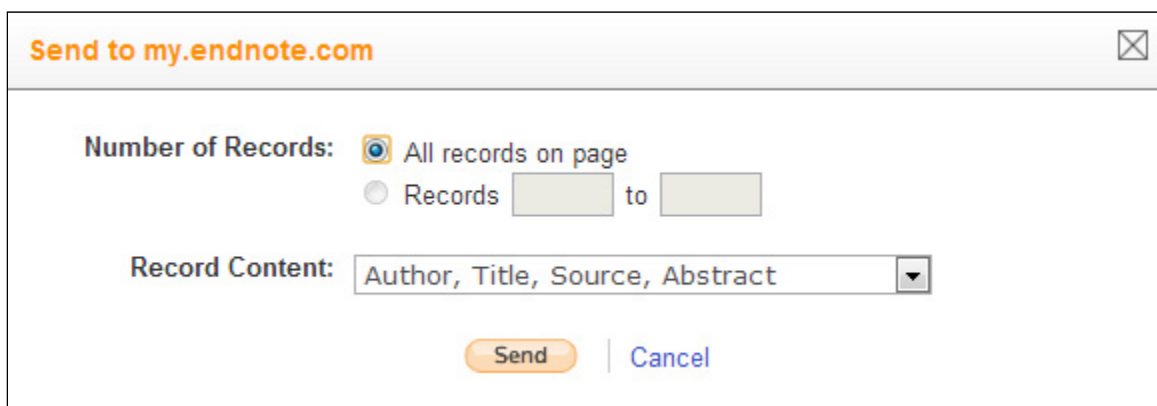 Send to my.endnote.com
Number of Records: All records on page
Records to
Record Content: Author, Title, Source, Abstract
Send Cancel